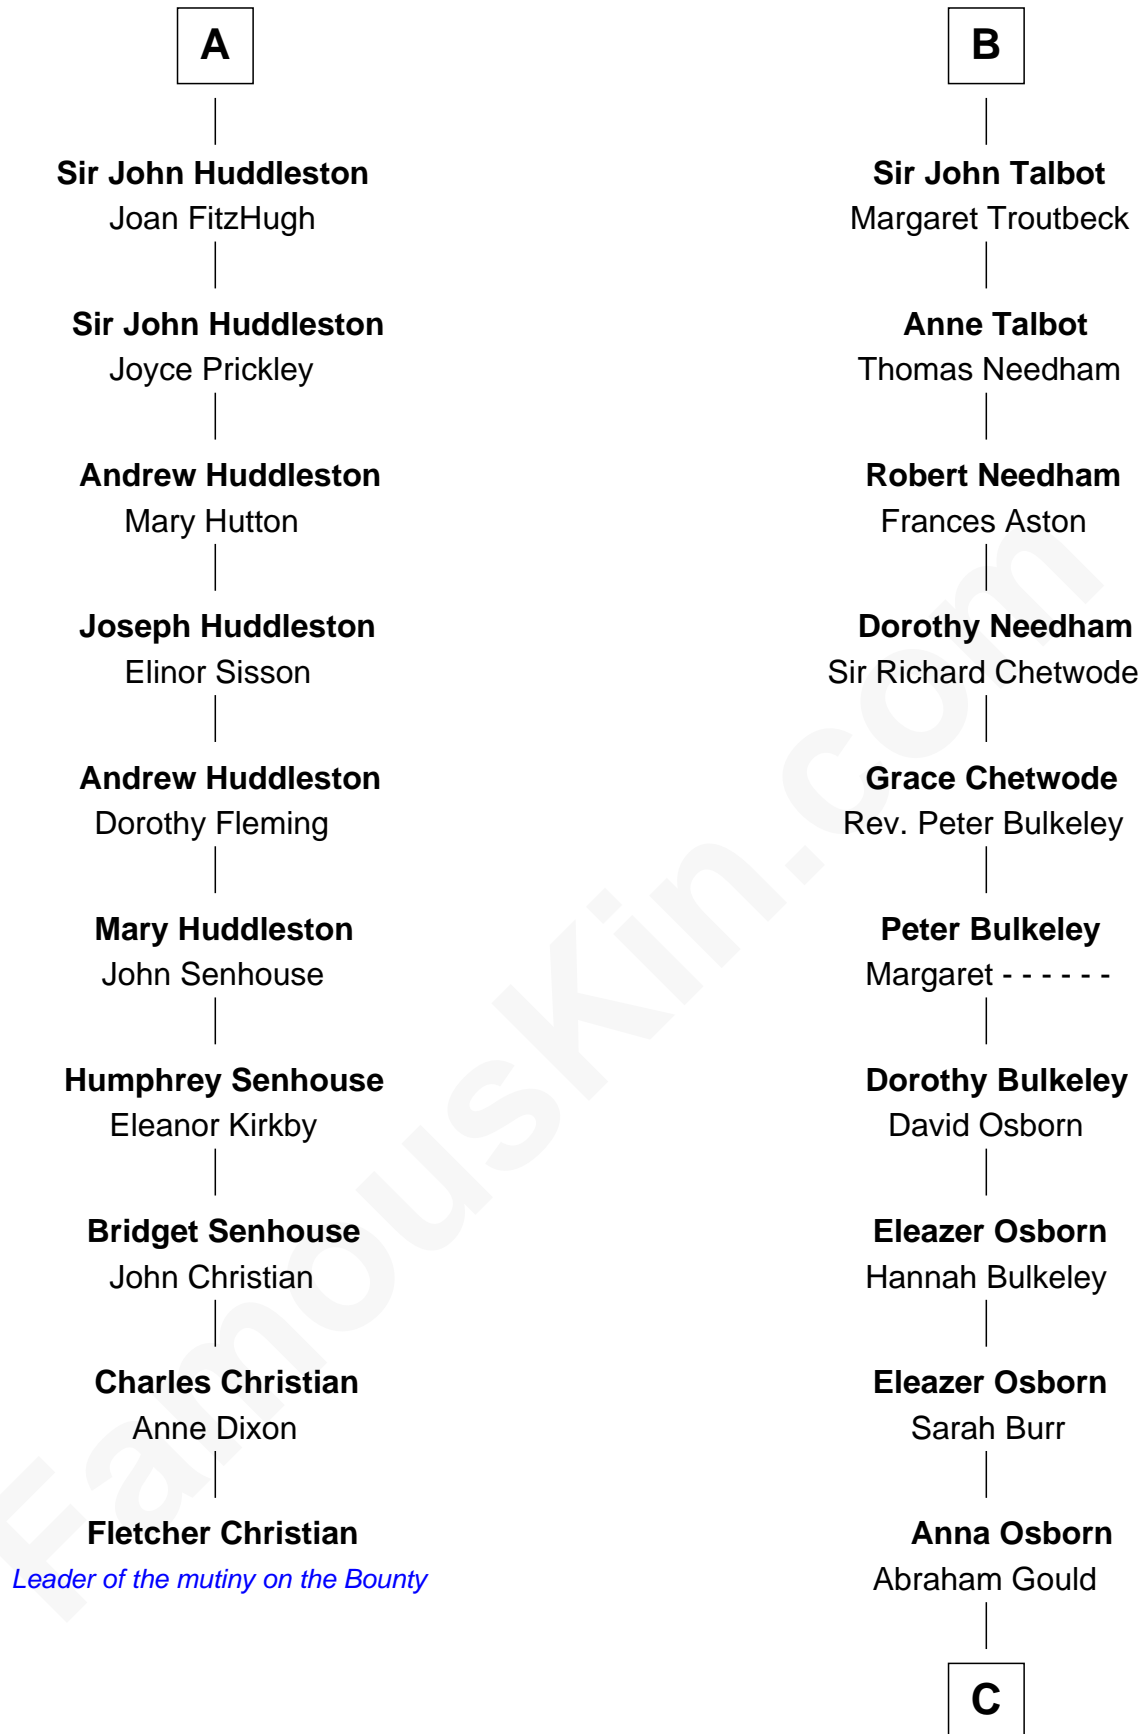 A
Sir John Huddleston
Joan FitzHugh
Sir John Huddleston
Joyce Prickley
Andrew Huddleston
Mary Hutton
Joseph Huddleston
Elinor Sisson
Andrew Huddleston
Dorothy Fleming
Mary Huddleston
John Senhouse
Humphrey Senhouse
Eleanor Kirkby
Bridget Senhouse
John Christian
Charles Christian
Anne Dixon
Fletcher Christian
Leader of the mutiny on the Bounty
B
Sir John Talbot
Margaret Troutbeck
Anne Talbot
Thomas Needham
Robert Needham
Frances Aston
Dorothy Needham
Sir Richard Chetwode
Grace Chetwode
Rev. Peter Bulkeley
Peter Bulkeley
Margaret - - - - - -
Dorothy Bulkeley
David Osborn
Eleazer Osborn
Hannah Bulkeley
Eleazer Osborn
Sarah Burr
Anna Osborn
Abraham Gould
C
FamousKin.com